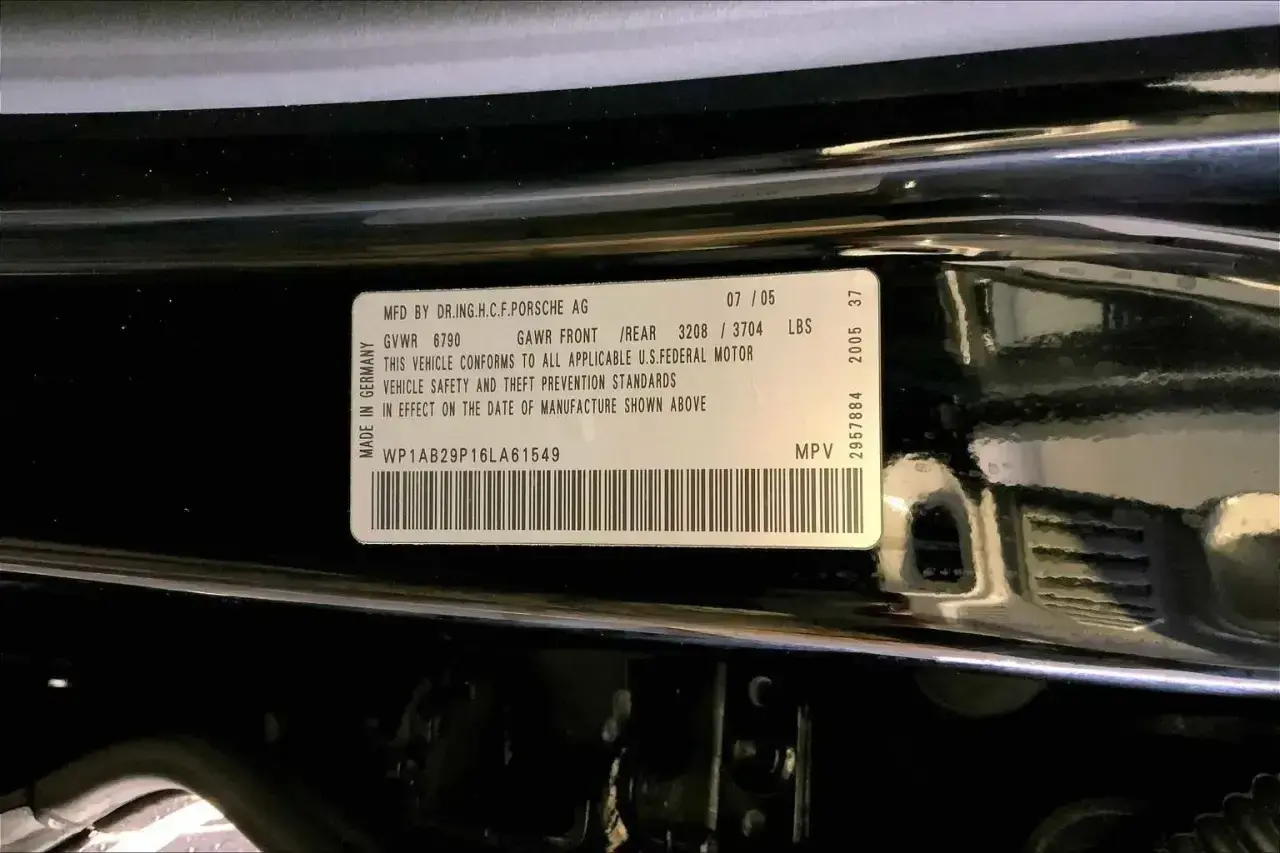 MFD BY DR.ING.H.C.F.PORSCHE AG 07 / 05
GVWR 6790 GAWR FRONT /REAR 3208 / 3704 LBS
THIS VEHICLE CONFORMS TO ALL APPLICABLE U.S.FEDERAL MOTOR
VEHICLE SAFETY AND THEFT PREVENTION STANDARDS
IN EFFECT ON THE DATE OF MANUFACTURE SHOWN ABOVE
WP1AB29P16LA61549 MPV
MADE IN GERMANY
2957884 2005 37